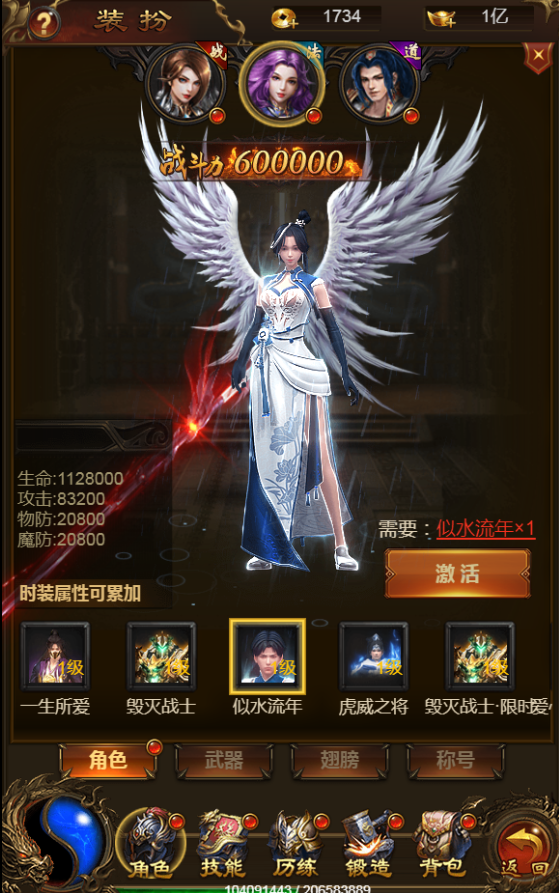 装扮
1734
1亿
战
法
道
战斗力600000
生命:1128000
攻击:83200
物防:20800
魔防:20800
需要：似水流年×1
激活
时装属性可累加
1级
1级
1级
1级
1级
一生所爱
毁灭战士
似水流年
虎威之将
毁灭战士·限时
爱
角色
武器
翅膀
称号
角色
技能
历练
锻造
背包
返回
104091443 / 206583889